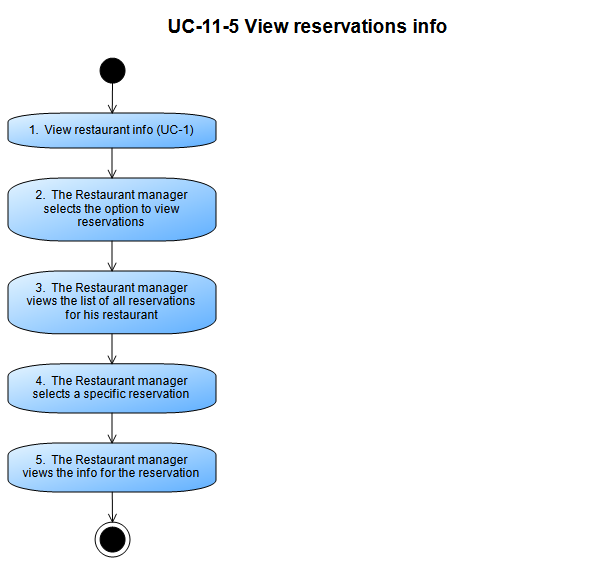 UC-11-5 View reservations info
1. View restaurant info (UC-1)
2. The Restaurant manager
selects the option to view
reservations
3. The Restaurant manager
views the list of all reservations
for his restaurant
4. The Restaurant manager
selects a specific reservation
5. The Restaurant manager
views the info for the reservation